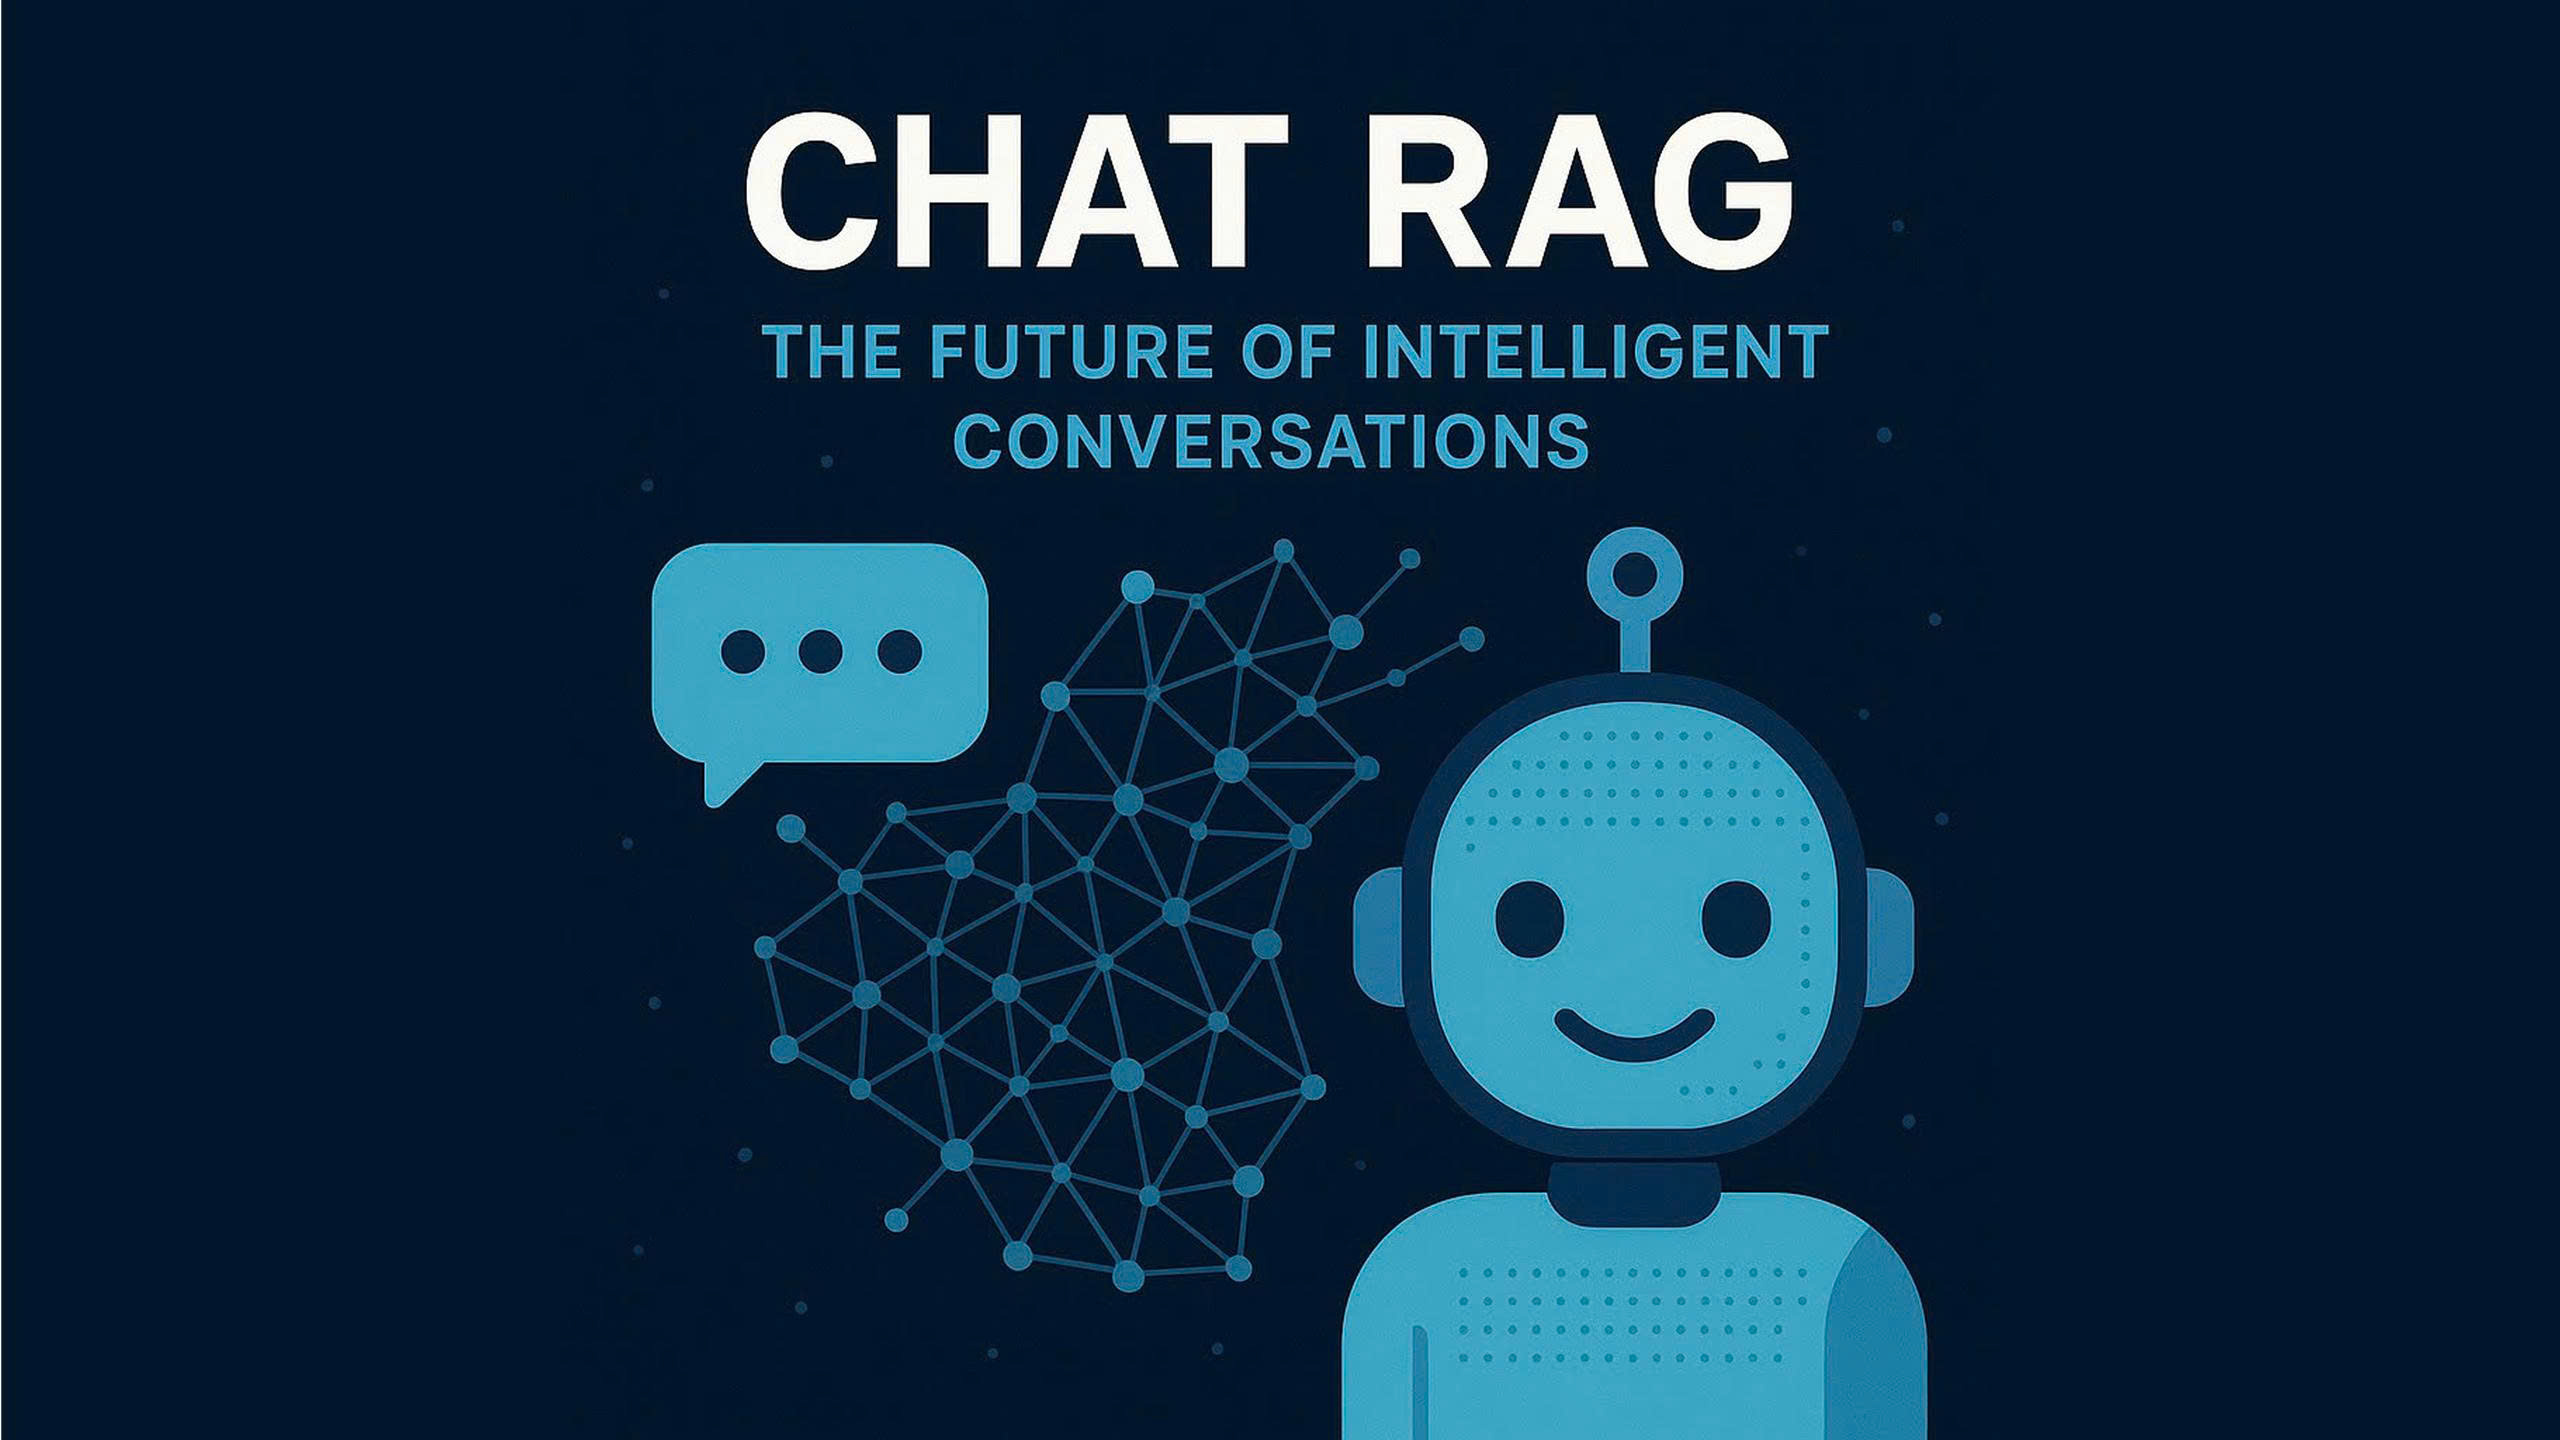 CHAT RAG
THE FUTURE OF INTELLIGENT
CONVERSATIONS